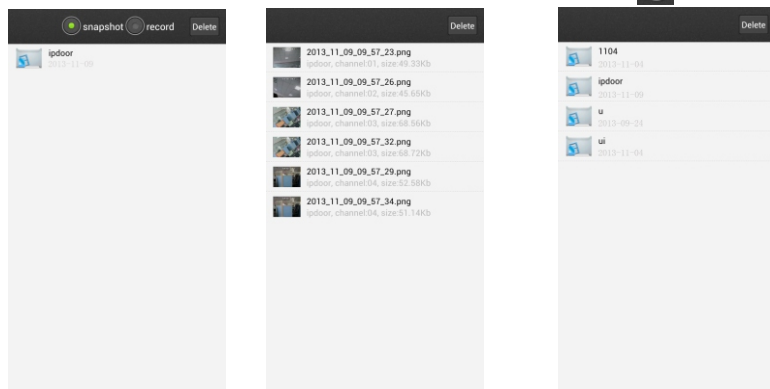 snapshot record Delete
ipdoor
2013-11-09
Delete
2013_11_09_09_57_23.png
ipdoor, channel:01, size:49.33Kb
2013_11_09_09_57_26.png
ipdoor, channel:02, size:48.65Kb
2013_11_09_09_57_27.png
ipdoor, channel:03, size:68.56Kb
2013_11_09_09_57_32.png
ipdoor, channel:03, size:68.72Kb
2013_11_09_09_57_29.png
ipdoor, channel:04, size:52.58Kb
2013_11_09_09_57_34.png
ipdoor, channel:04, size:51.14Kb
Delete
1104
2013-11-04
ipdoor
2013-11-09
u
2013-09-24
ui
2013-11-04